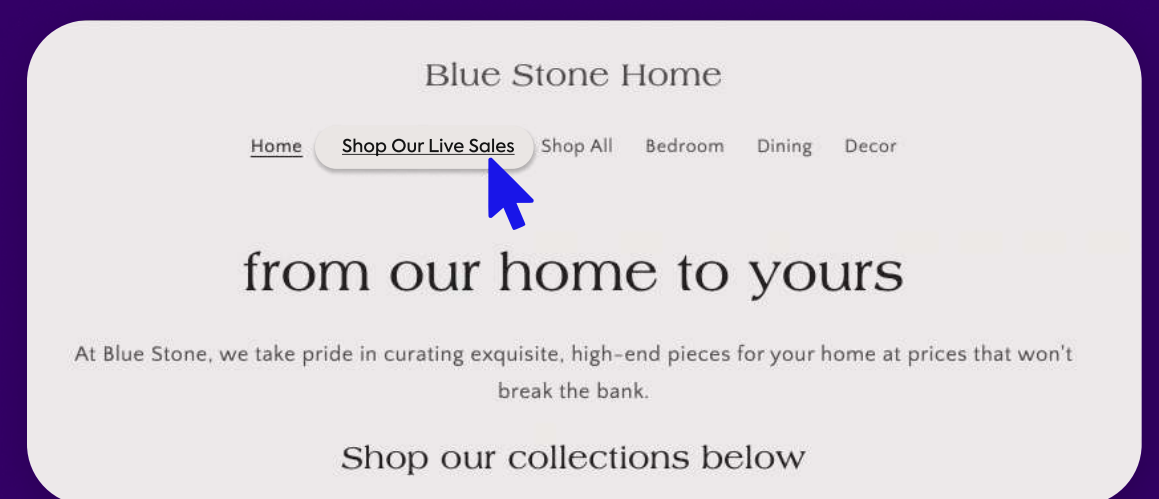 Blue Stone Home
Home Shop Our Live Sales Shop All Bedroom Dining Decor
from our home to yours
At Blue Stone, we take pride in curating exquisite, high-end pieces for your home at prices that won't
break the bank.
Shop our collections below